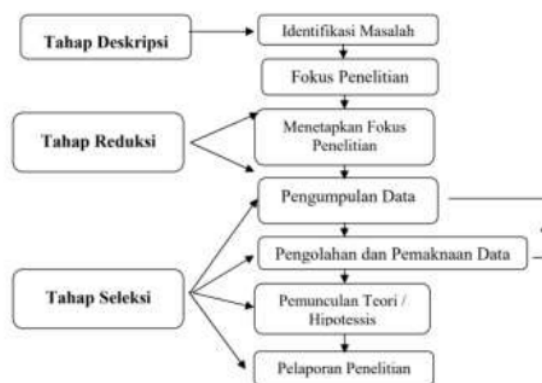 Tahap Deskripsi
Identifikasi Masalah
Fokus Penelitian
Tahap Reduksi
Menetapkan Fokus
Penelitian
Pengumpulan Data
Pengolahan dan Pemaknaan Data
Tahap Seleksi
Pemunculan Teori /
Hipotessis
Pelaporan Penelitian